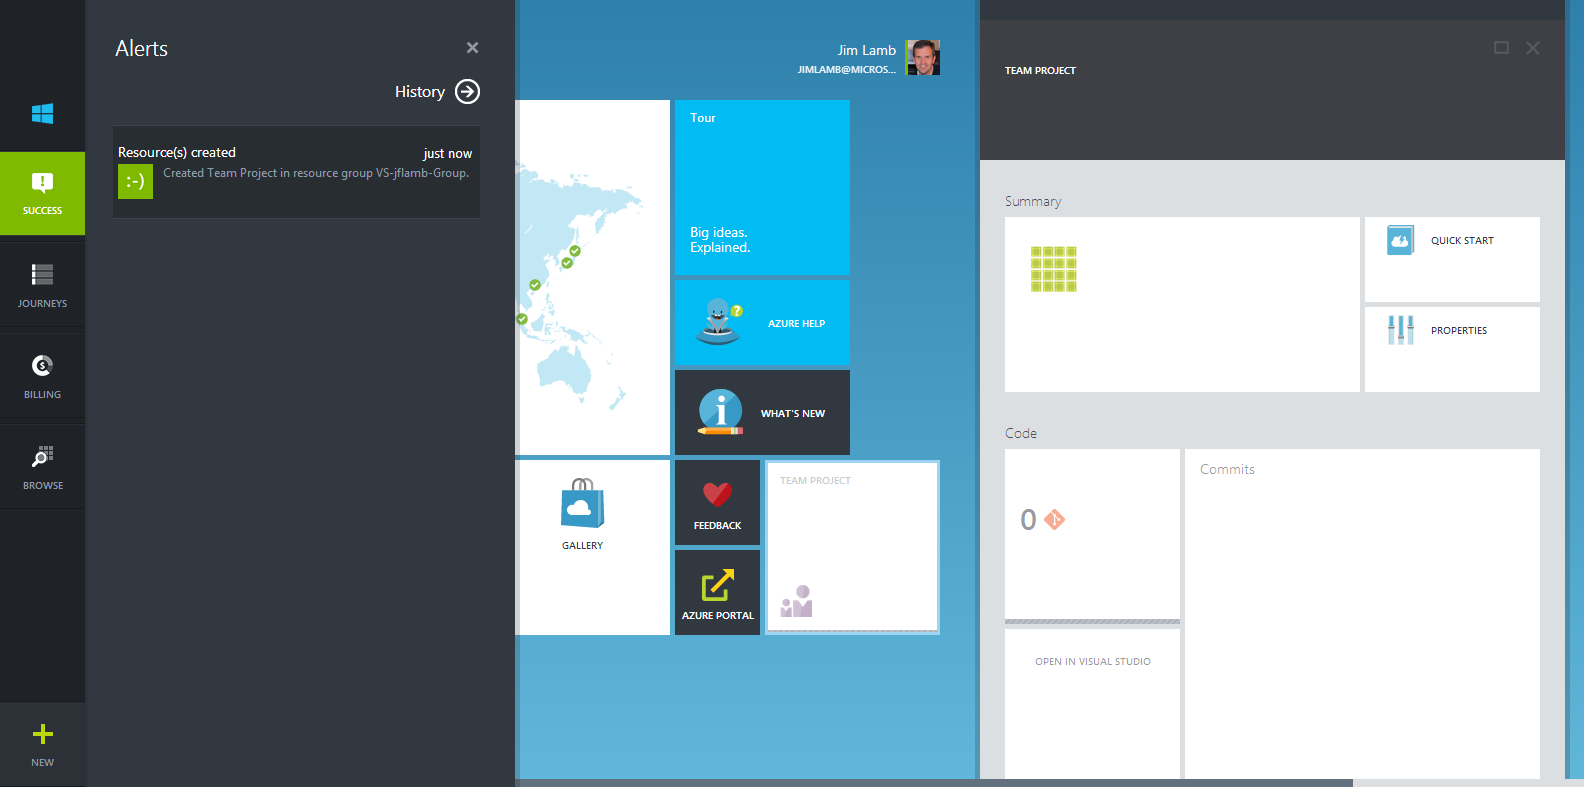 SUCCESS
JOURNEYS
BILLING
BROWSE
NEW
Alerts
History
Resource(s) created
just now
:-)
Created Team Project in resource group VS-jflamb-Group.
Jim Lamb
JIMLAMB@MICROS...
Tour
Big ideas.
Explained.
AZURE HELP
WHAT'S NEW
GALLERY
FEEDBACK
AZURE PORTAL
TEAM PROJECT
TEAM PROJECT
Summary
QUICK START
PROPERTIES
Code
0
OPEN IN VISUAL STUDIO
Commits